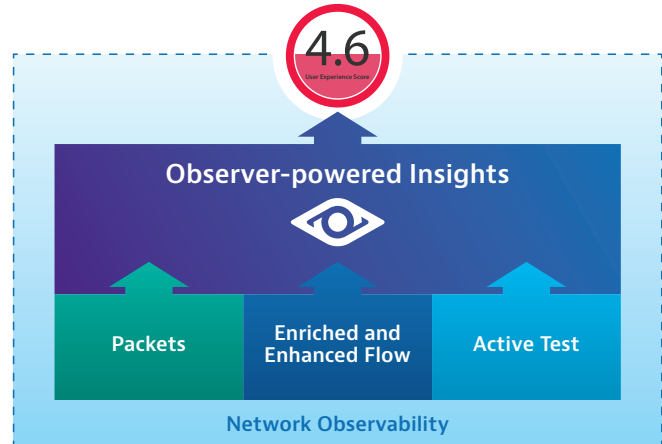 4.6
User Experience Score
Observer-powered Insights
Packets
Enriched and
Enhanced Flow
Active Test
Network Observability